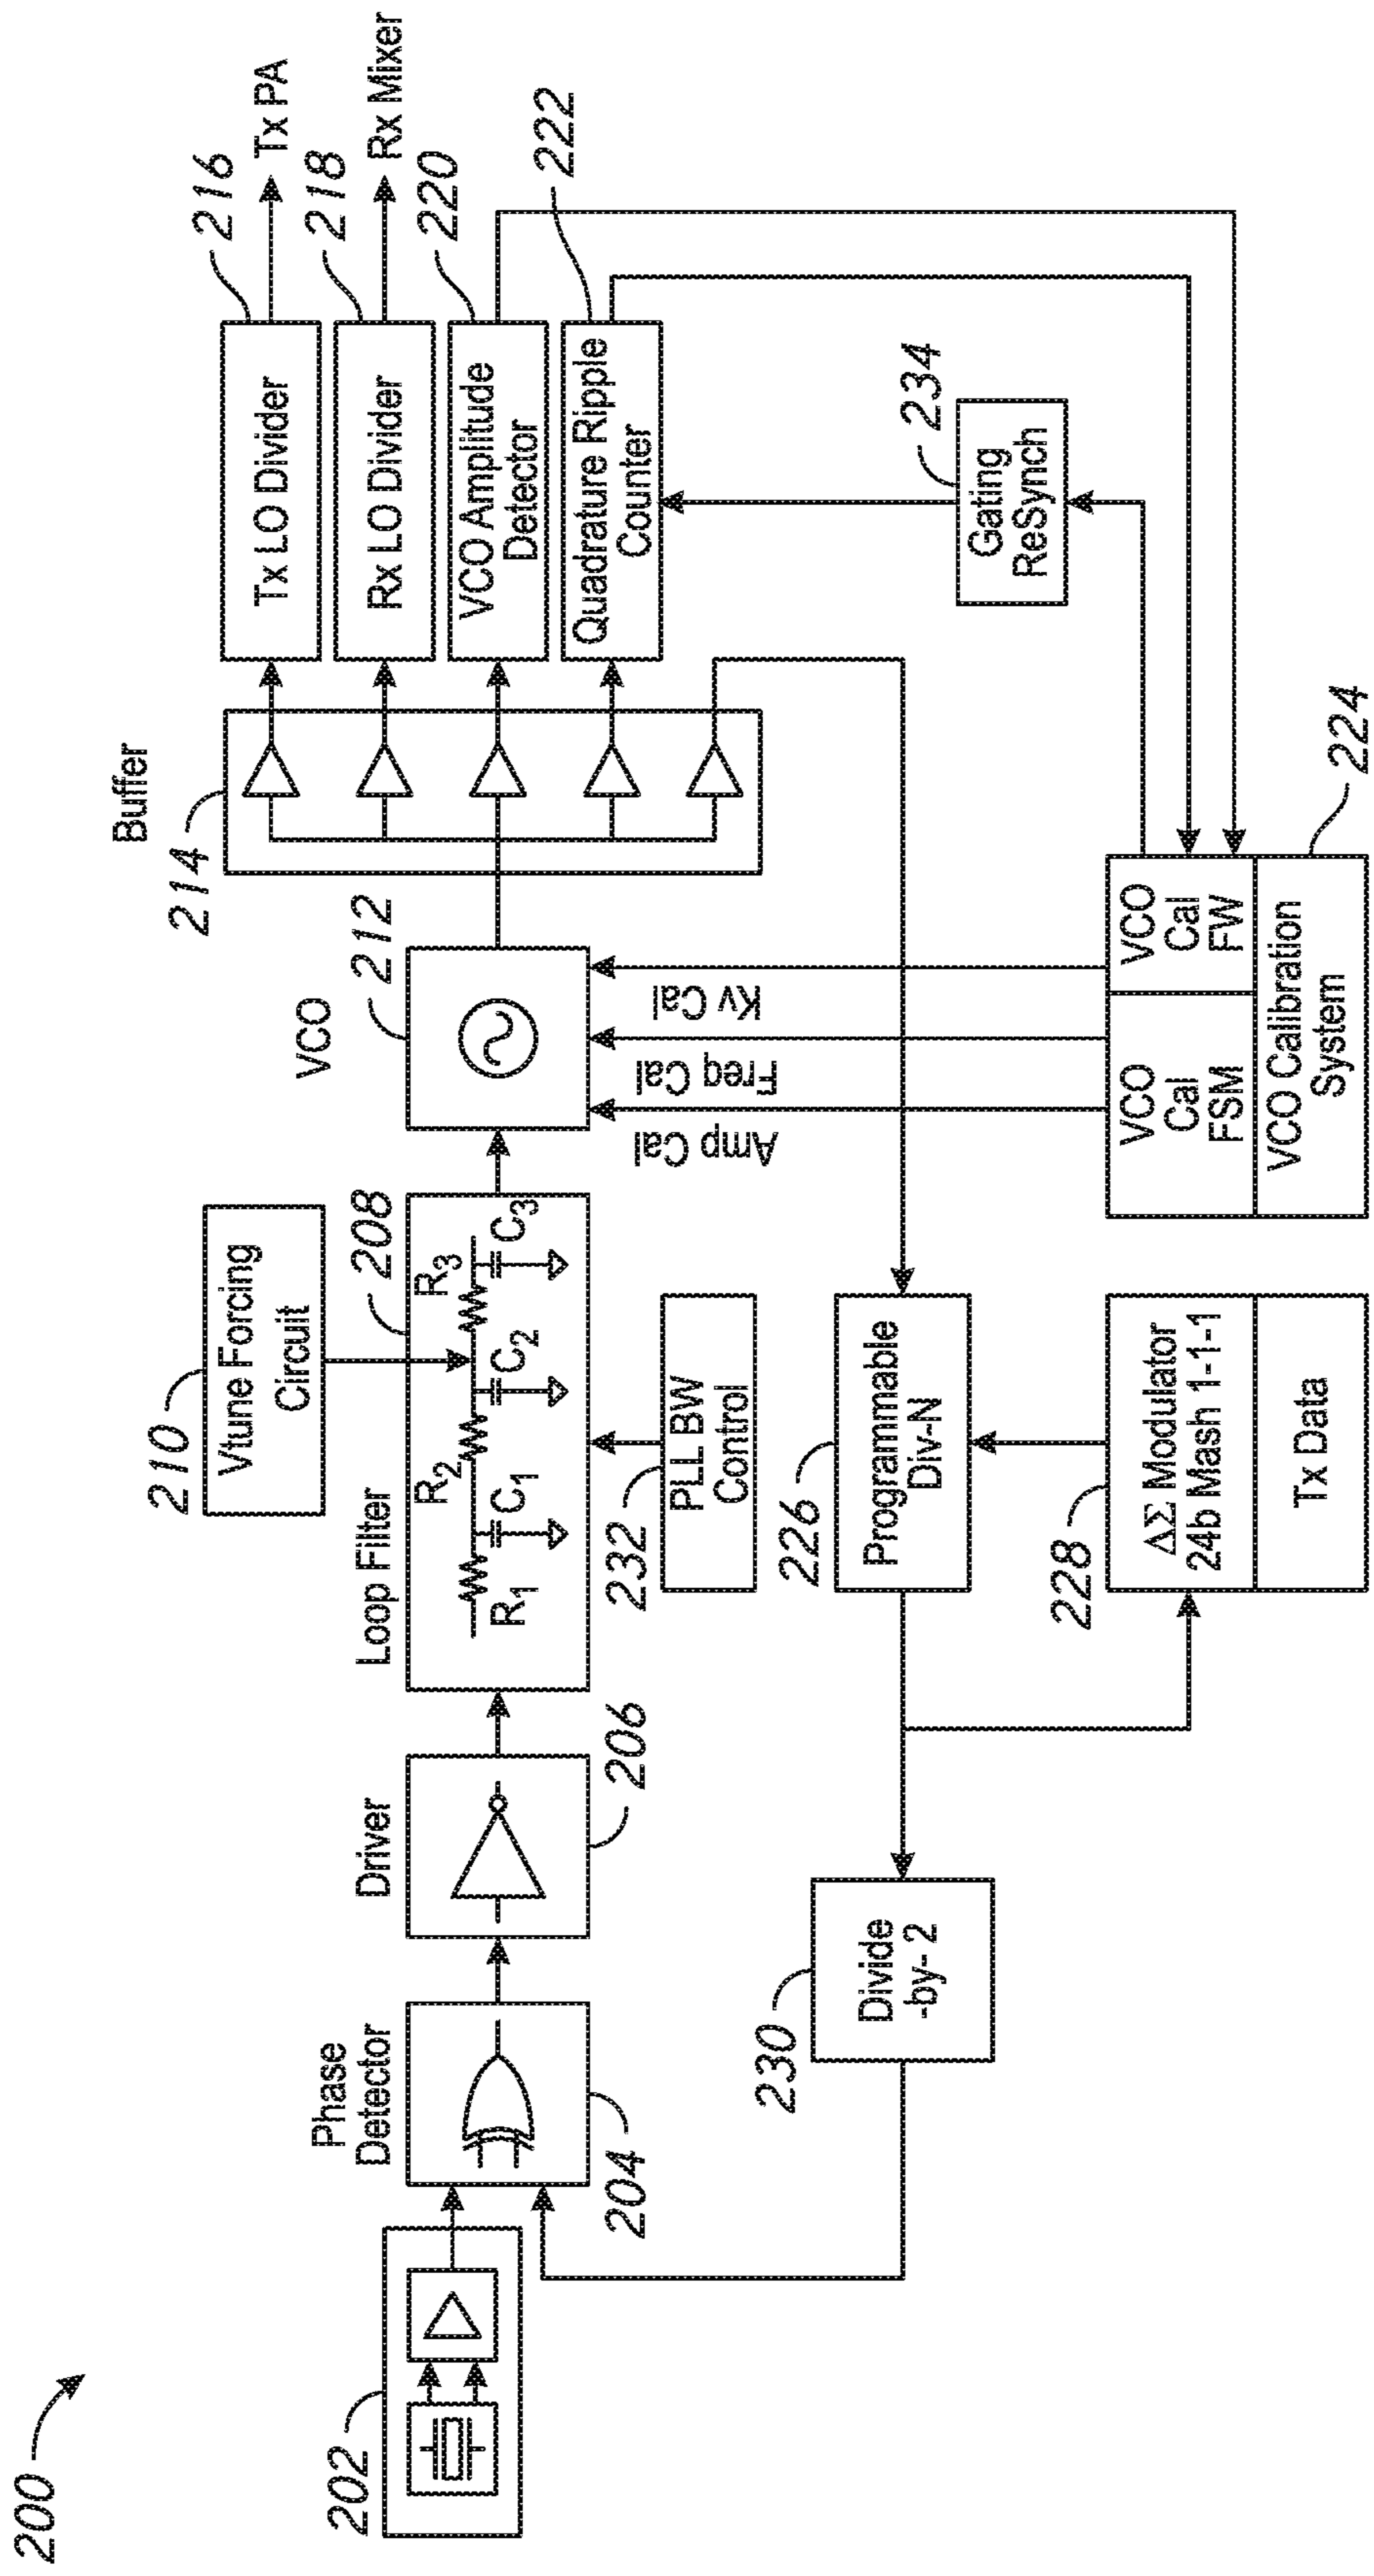 200
202
Phase
Detector
204
Driver
206
Loop Filter
208
R1
C1
R2
C2
R3
C3
210
Vtune Forcing
Circuit
232
PLL BW
Control
VCO
212
Amp Cal
Freq Cal
Kv Cal
Buffer
214
Tx LO Divider
216
Tx PA
Rx LO Divider
218
Rx Mixer
VCO Amplitude
Detector
220
Quadrature Ripple
Counter
222
Gating
ReSynch
234
230
Divide
-by- 2
226
Programmable
Div-N
228
ΔΣ Modulator
24b Mash 1-1-1
Tx Data
VCO
Cal
FSM
VCO
Cal
FW
VCO Calibration
System
224